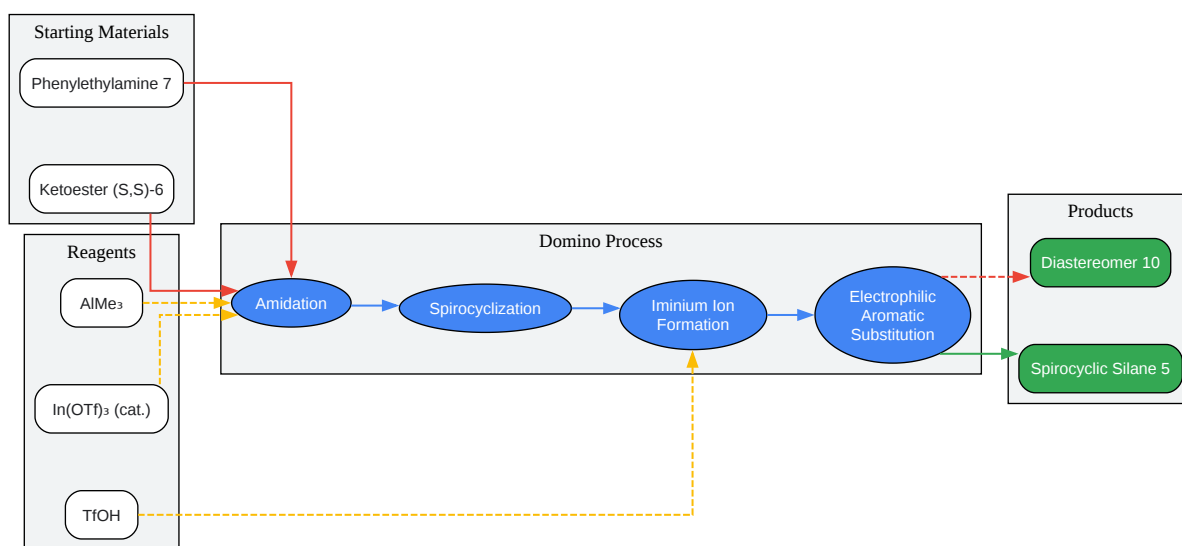 Starting Materials
Phenylethylamine 7
Ketoester (S,S)-6
Reagents
AlMe₃
In(OTf)₃ (cat.)
TfOH
Domino Process
Amidation
Spirocyclization
Iminium Ion
Formation
Electrophilic
Aromatic
Substitution
Products
Diastereomer 10
Spirocyclic Silane 5